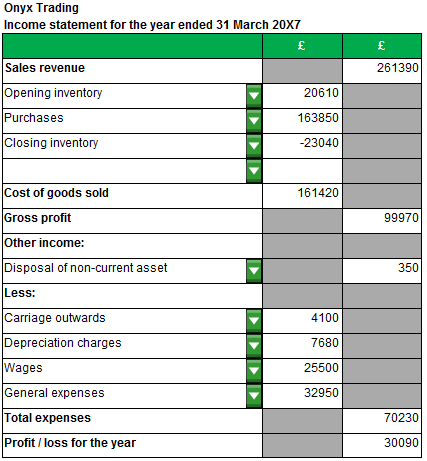 Onyx Trading
Income statement for the year ended 31 March 20X7
£ £
Sales revenue 261390
Opening inventory 20610
Purchases 163850
Closing inventory -23040
Cost of goods sold 161420
Gross profit 99970
Other income:
Disposal of non-current asset 350
Less:
Carriage outwards 4100
Depreciation charges 7680
Wages 25500
General expenses 32950
Total expenses 70230
Profit / loss for the year 30090